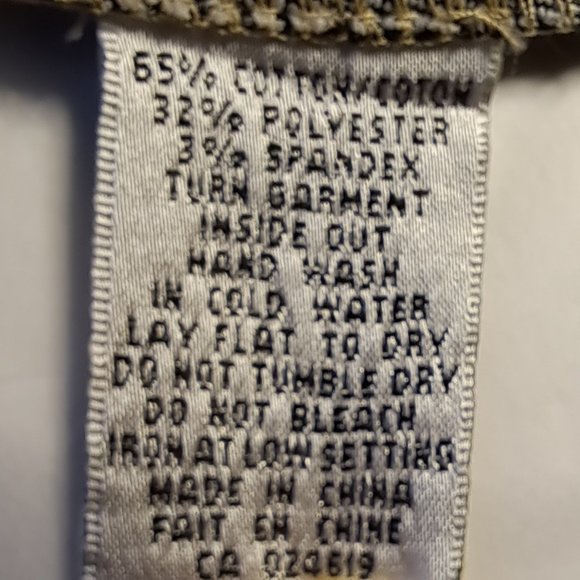 65% COTTON/COTON
32% POLYESTER
3% SPANDEX
TURN GARMENT
INSIDE OUT
HAND WASH
IN COLD WATER
LAY FLAT TO DRY
DO NOT TUMBLE DRY
DO NOT BLEACH
IRON AT LOW SETTING
MADE IN CHINA
FAIT EN CHINE
CA 024619